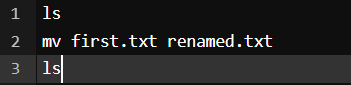 1 ls
2 mv first.txt renamed.txt
3 ls